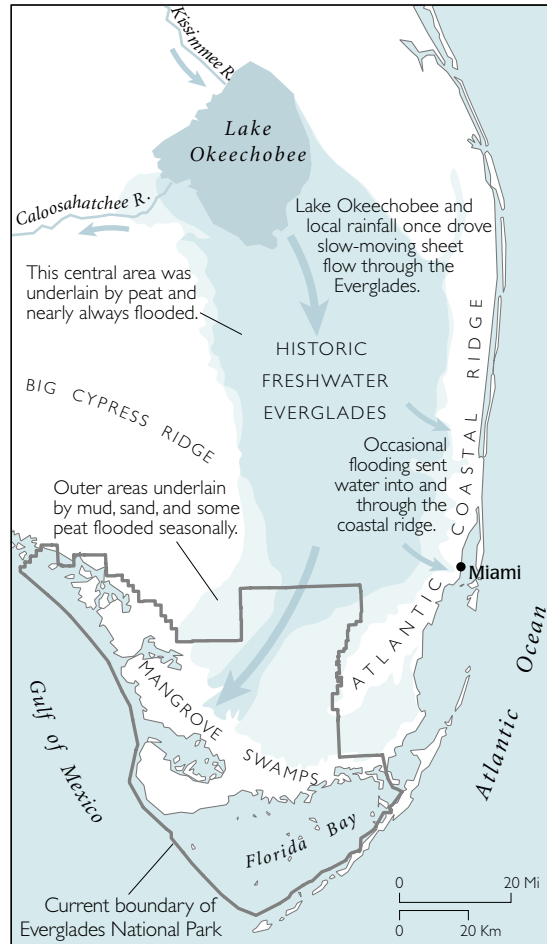 Kissimmee R.
Lake
Okeechobee
Caloosahatchee R.
Lake Okeechobee and
local rainfall once drove
slow-moving sheet
flow through the
Everglades.
This central area was
underlain by peat and
nearly always flooded.
HISTORIC
FRESHWATER
EVERGLADES
BIG CYPRESS RIDGE
Occasional
flooding sent
water into and
through the
coastal ridge.
Outer areas underlain
by mud, sand, and some
peat flooded seasonally.
ATLANTIC COASTAL RIDGE
Miami
MANGROVE SWAMPS
Gulf of Mexico
Atlantic Ocean
Florida Bay
Current boundary of
Everglades National Park
0 20 Mi
0 20 Km